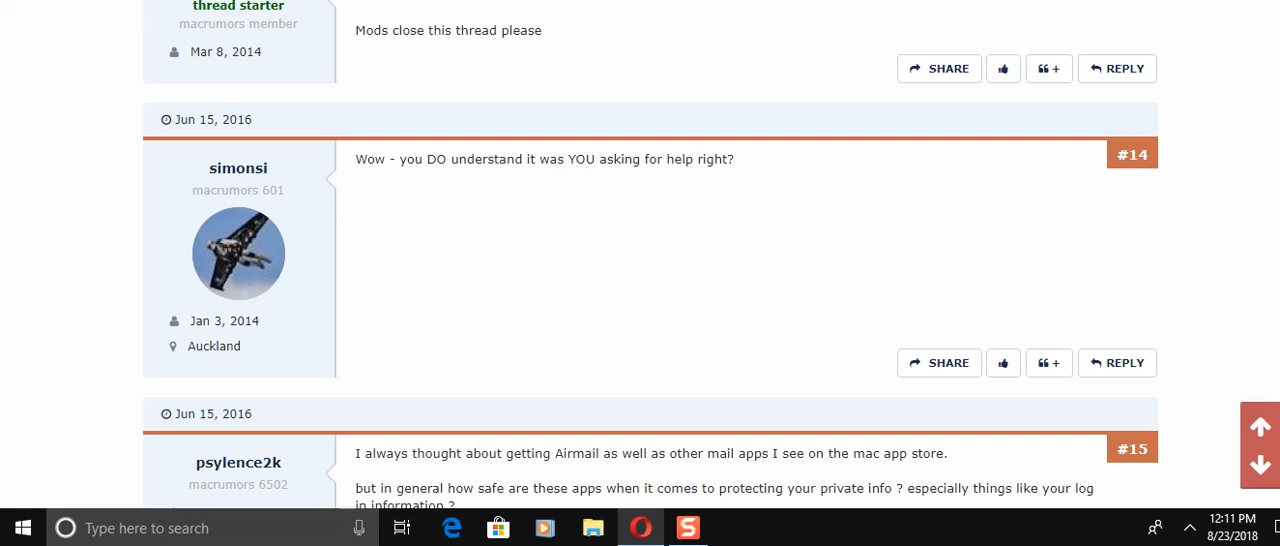 thread starter
macrumors member
Mods close this thread please
Mar 8, 2014
SHARE
+
REPLY
Jun 15, 2016
simonsi
Wow - you DO understand it was YOU asking for help right?
#14
macrumors 601
Jan 3, 2014
Auckland
SHARE
+
REPLY
Jun 15, 2016
psylence2k
I always thought about getting Airmail as well as other mail apps I see on the mac app store.
#15
macrumors 6502
but in general how safe are these apps when it comes to protecting your private info ? especially things like your log
in information ?
Type here to search
12:11 PM
8/23/2018